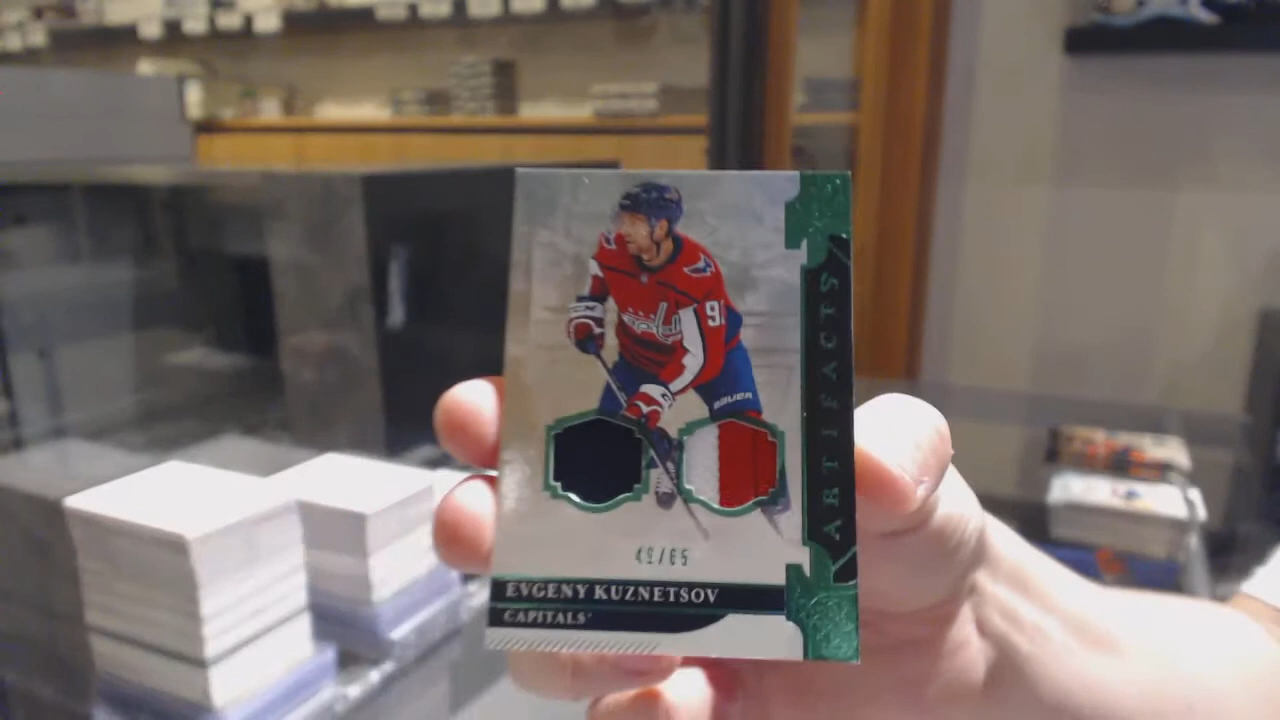 92
BAUER
ARTIFACTS
49/65
EVGENY KUZNETSOV
CAPITALS